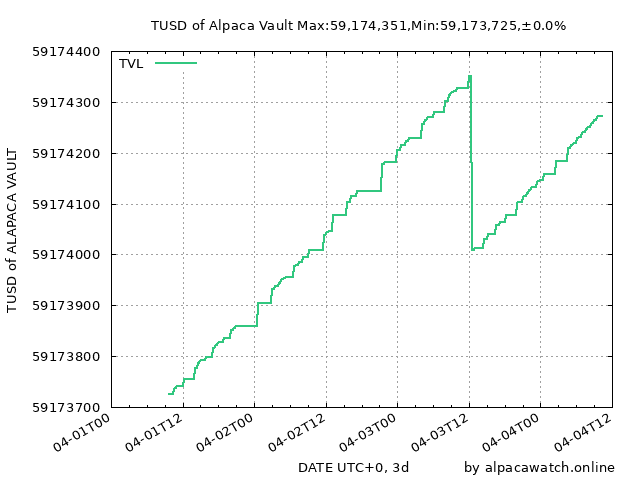 TUSD of Alpaca Vault Max:59,174,351,Min:59,173,725,±0.0%
TVL
59174400
59174300
59174200
59174100
59174000
59173900
59173800
59173700
TUSD of ALAPACA VAULT
04-01T00
04-01T12
04-02T00
04-02T12
04-03T00
04-03T12
04-04T00
04-04T12
DATE UTC+0, 3d
by alpacawatch.online